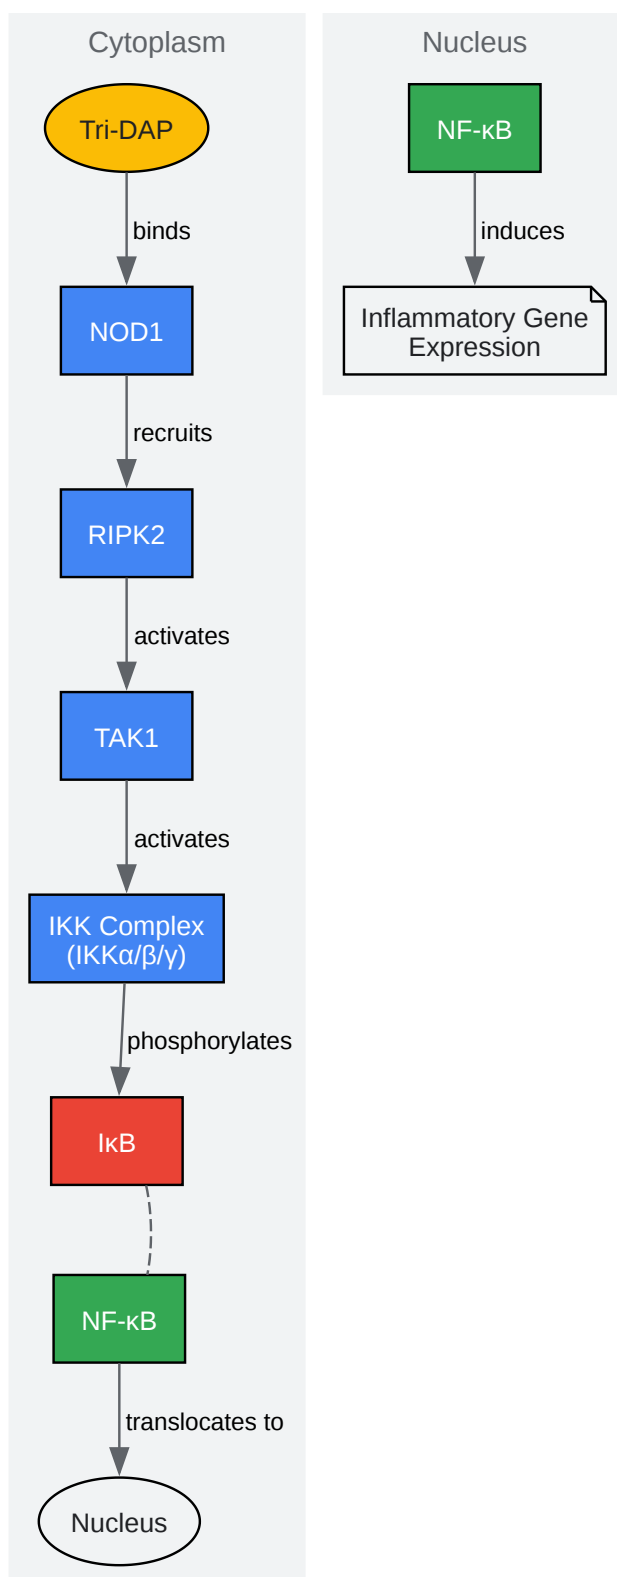 Cytoplasm
Tri-DAP
binds
NOD1
recruits
RIPK2
activates
TAK1
activates
IKK Complex
(IKKα/β/γ)
phosphorylates
IκB
NF-κB
translocates to
Nucleus
Nucleus
NF-κB
induces
Inflammatory Gene
Expression